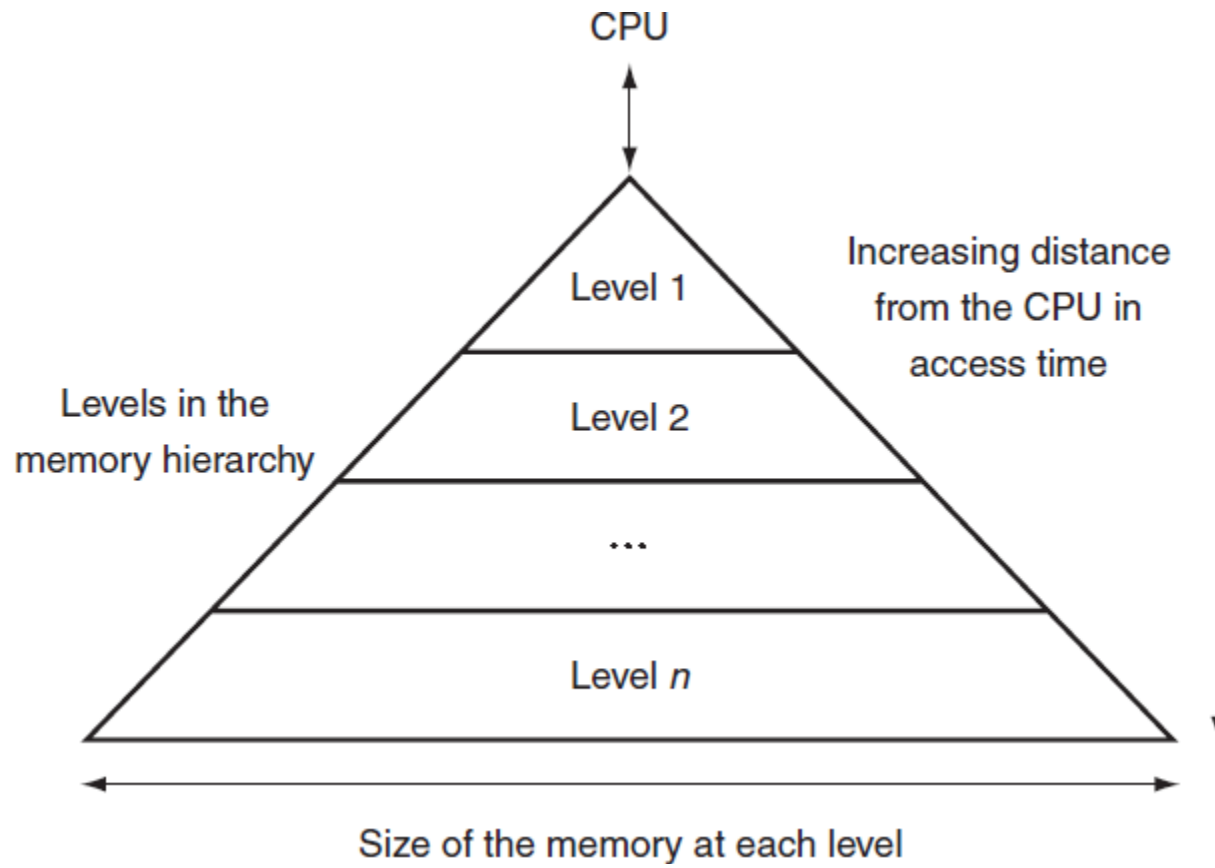 CPU
Level 1
Increasing distance
from the CPU in
access time
Levels in the
memory hierarchy
Level 2
...
Level n
Size of the memory at each level